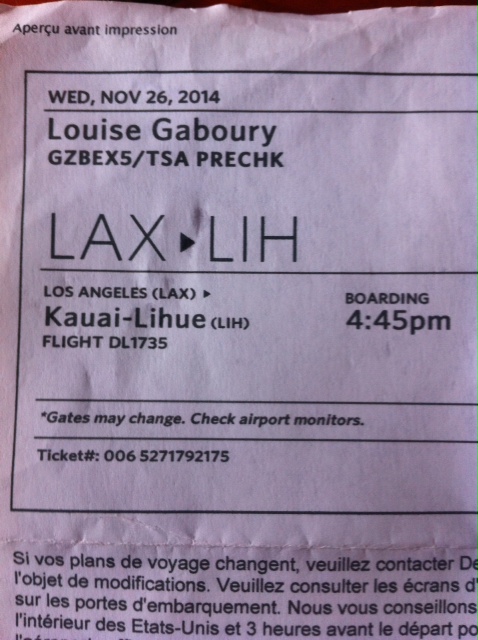 Aperçu avant impression
WED, NOV 26, 2014
Louise Gaboury
GZBEX5/TSA PRECHK
LAX ▸ LIH
LOS ANGELES (LAX) ▸
Kauai-Lihue (LIH)
FLIGHT DL1735
BOARDING
4:45pm
*Gates may change. Check airport monitors.
Ticket#: 006 5271792175
Si vos plans de voyage changent, veuillez contacter De
l'objet de modifications. Veuillez consulter les écrans d'
sur les portes d'embarquement. Nous vous conseillons
l'intérieur des Etats-Unis et 3 heures avant le départ po